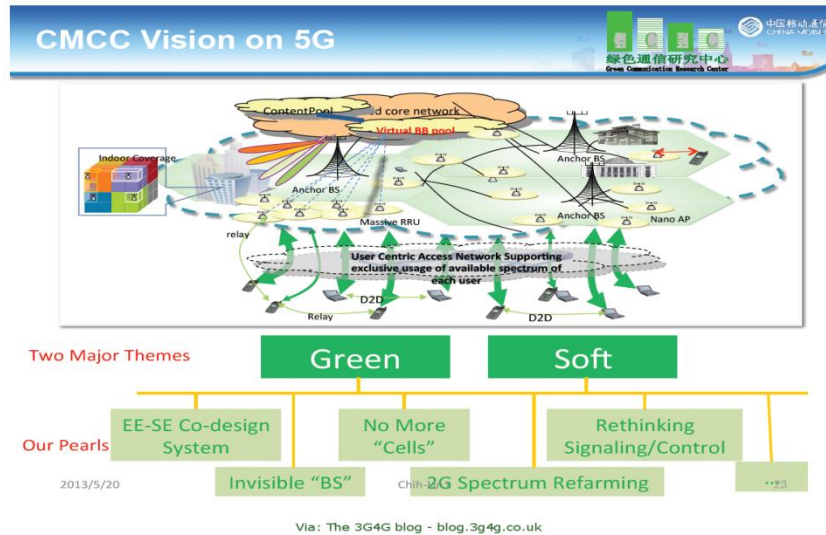 CMCC Vision on 5G
绿色通信研究中心
Green Communication Research Center
中国移动通信
CHINA MOBILE
ContentPool
d core network
Virtual BB pool
Indoor Coverage
Anchor BS
Anchor BS
Anchor BS
Nano AP
Massive RRU
relay
User Centric Access Network Supporting
exclusive usage of available spectrum of
each user
D2D
Relay
D2D
Two Major Themes
Green
Soft
Our Pearls
EE-SE Co-design
System
No More
"Cells"
Rethinking
Signaling/Control
Invisible "BS"
2G Spectrum Refarming
...
2013/5/20
23
Via: The 3G4G blog - blog.3g4g.co.uk